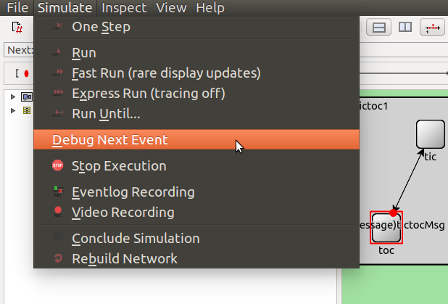 File Simulate Inspect View Help
One Step
Next:
Run
Fast Run (rare display updates)
Express Run (tracing off)
Run Until...
Debug Next Event
Stop Execution
Eventlog Recording
Video Recording
Conclude Simulation
Rebuild Network
ictoc1
tic
essage)tictocMsg
toc